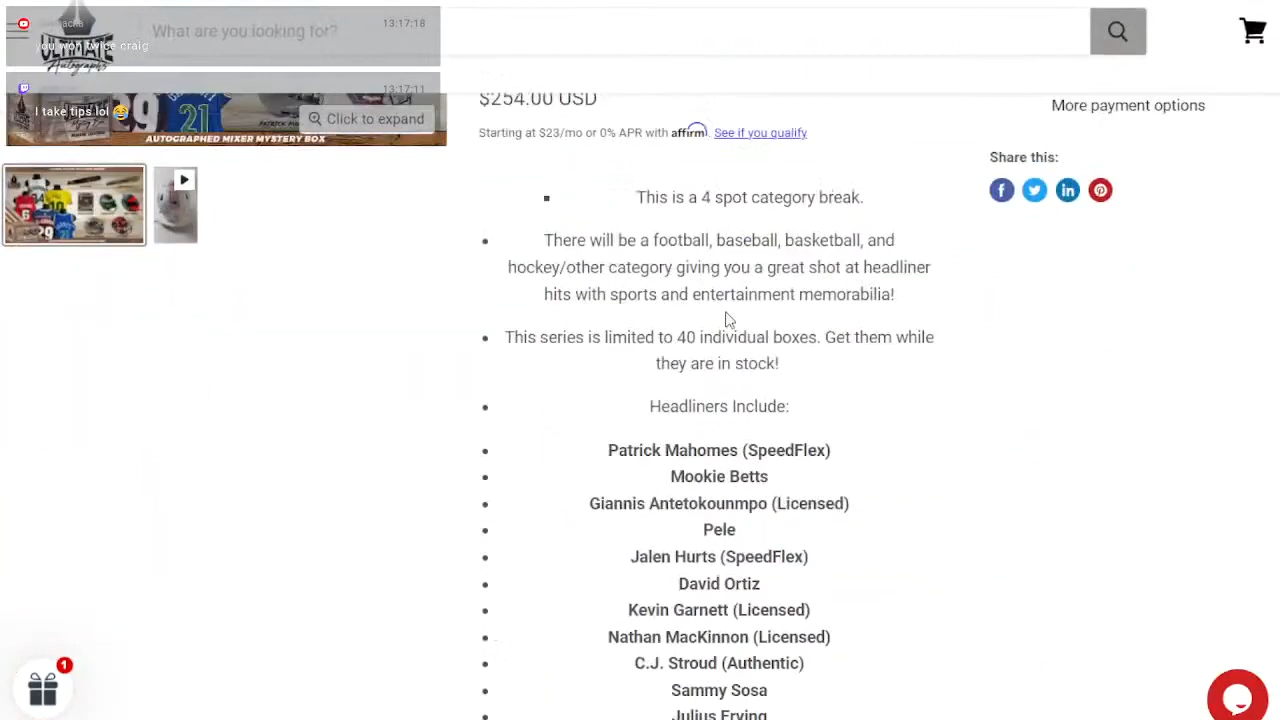 13:17:18
you won twice craig
What are you looking for?
ULTIMATE
Autographs
13:17:11
I take tips lol 😂
21
Click to expand
AUTOGRAPHED MIXER MYSTERY BOX
$254.00 USD
Starting at $23/mo or 0% APR with affirm. See if you qualify
More payment options
Share this:
This is a 4 spot category break.
There will be a football, baseball, basketball, and
hockey/other category giving you a great shot at headliner
hits with sports and entertainment memorabilia!
This series is limited to 40 individual boxes. Get them while
they are in stock!
Headliners Include:
Patrick Mahomes (SpeedFlex)
Mookie Betts
Giannis Antetokounmpo (Licensed)
Pele
Jalen Hurts (SpeedFlex)
David Ortiz
Kevin Garnett (Licensed)
Nathan MacKinnon (Licensed)
C.J. Stroud (Authentic)
Sammy Sosa
Julius Erving
1